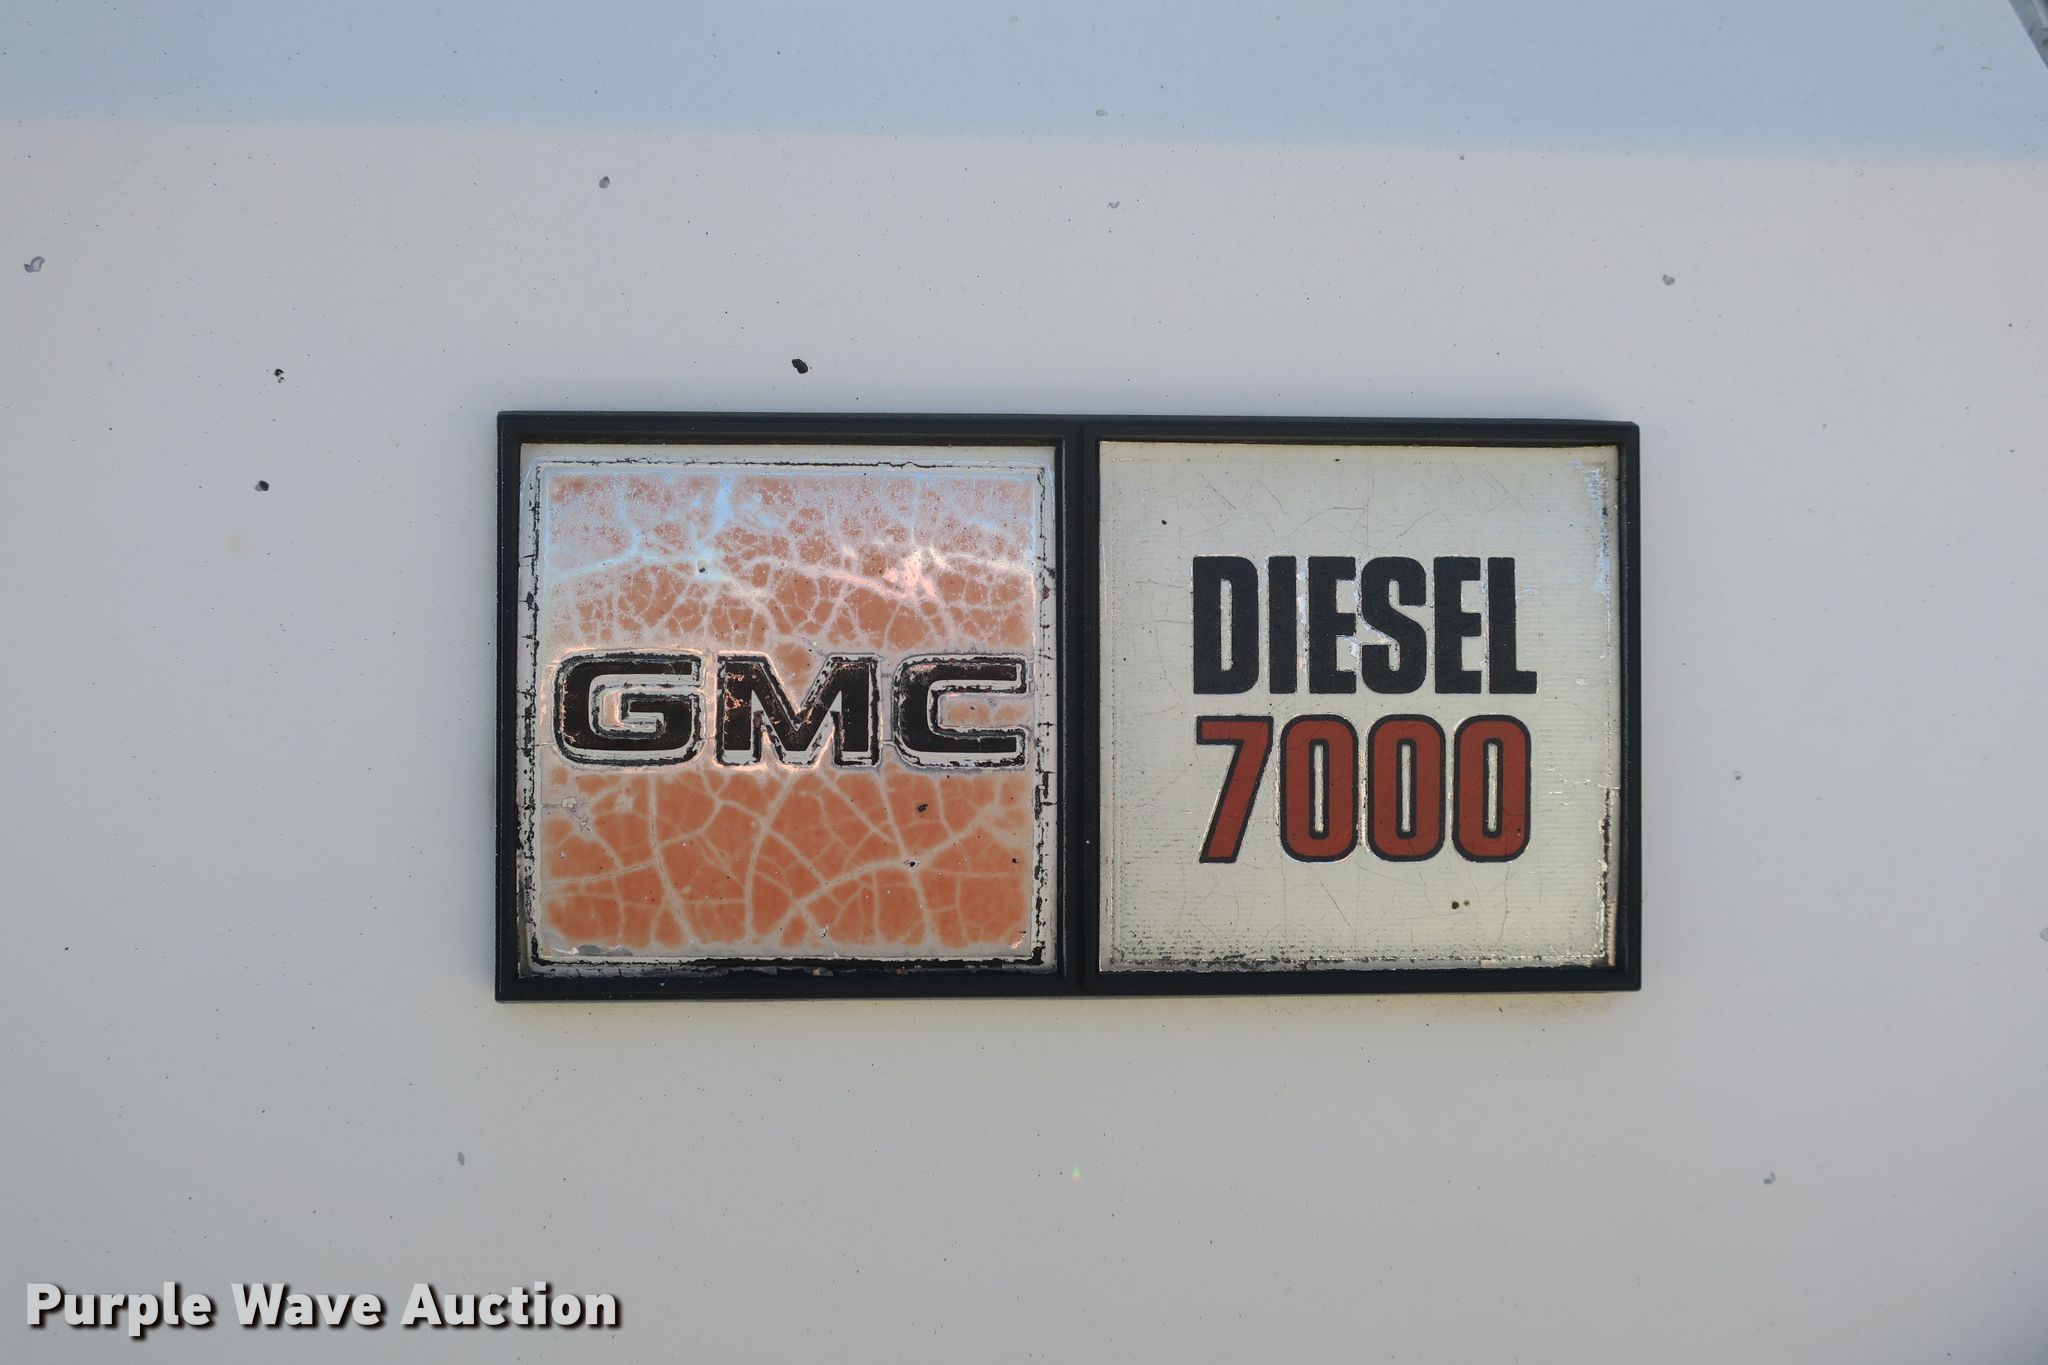 GMC
DIESEL
7000
Purple Wave Auction